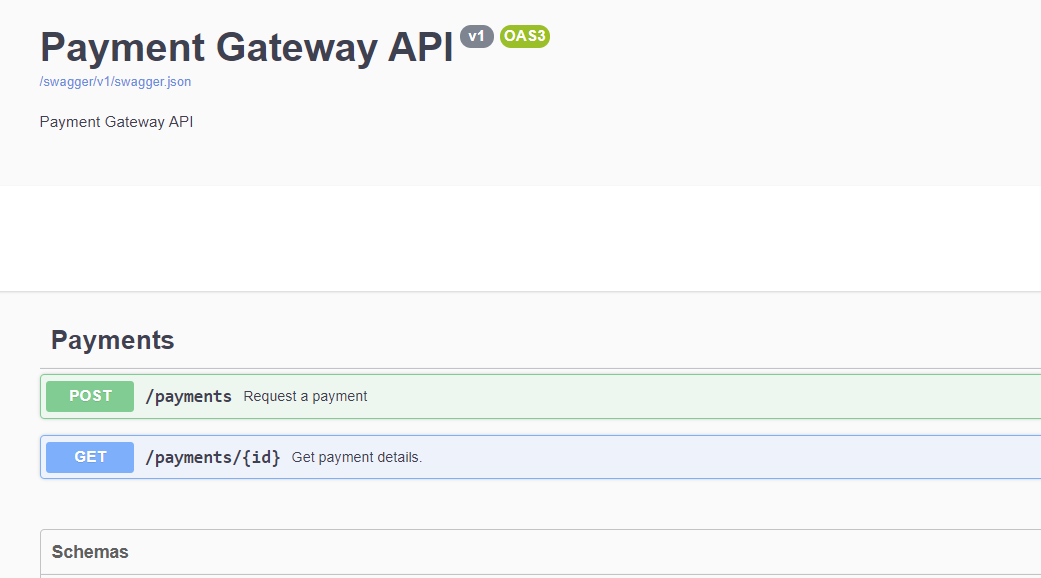 Payment Gateway API v1 OAS3
/swagger/v1/swagger.json
Payment Gateway API
Payments
POST /payments Request a payment
GET /payments/{id} Get payment details.
Schemas